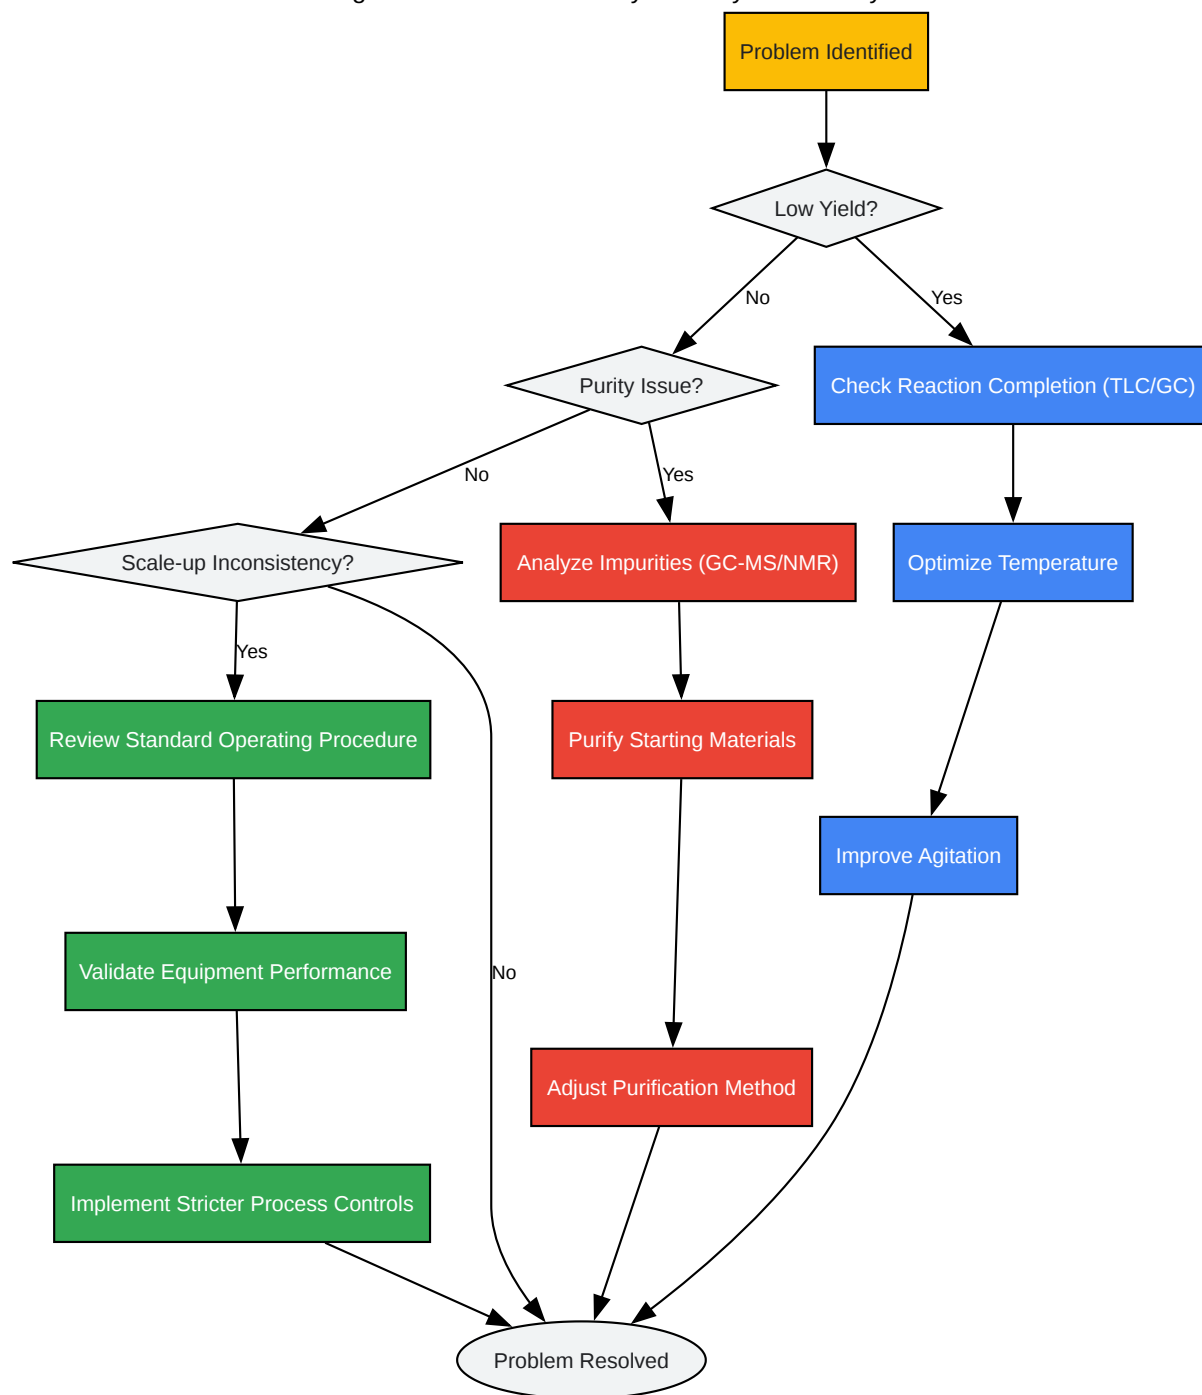 Problem Identified
Low Yield?
No
Yes
Purity Issue?
Check Reaction Completion (TLC/GC)
No
Yes
Scale-up Inconsistency?
Analyze Impurities (GC-MS/NMR)
Optimize Temperature
Yes
Review Standard Operating Procedure
Purify Starting Materials
Improve Agitation
Validate Equipment Performance
No
Adjust Purification Method
Implement Stricter Process Controls
Problem Resolved